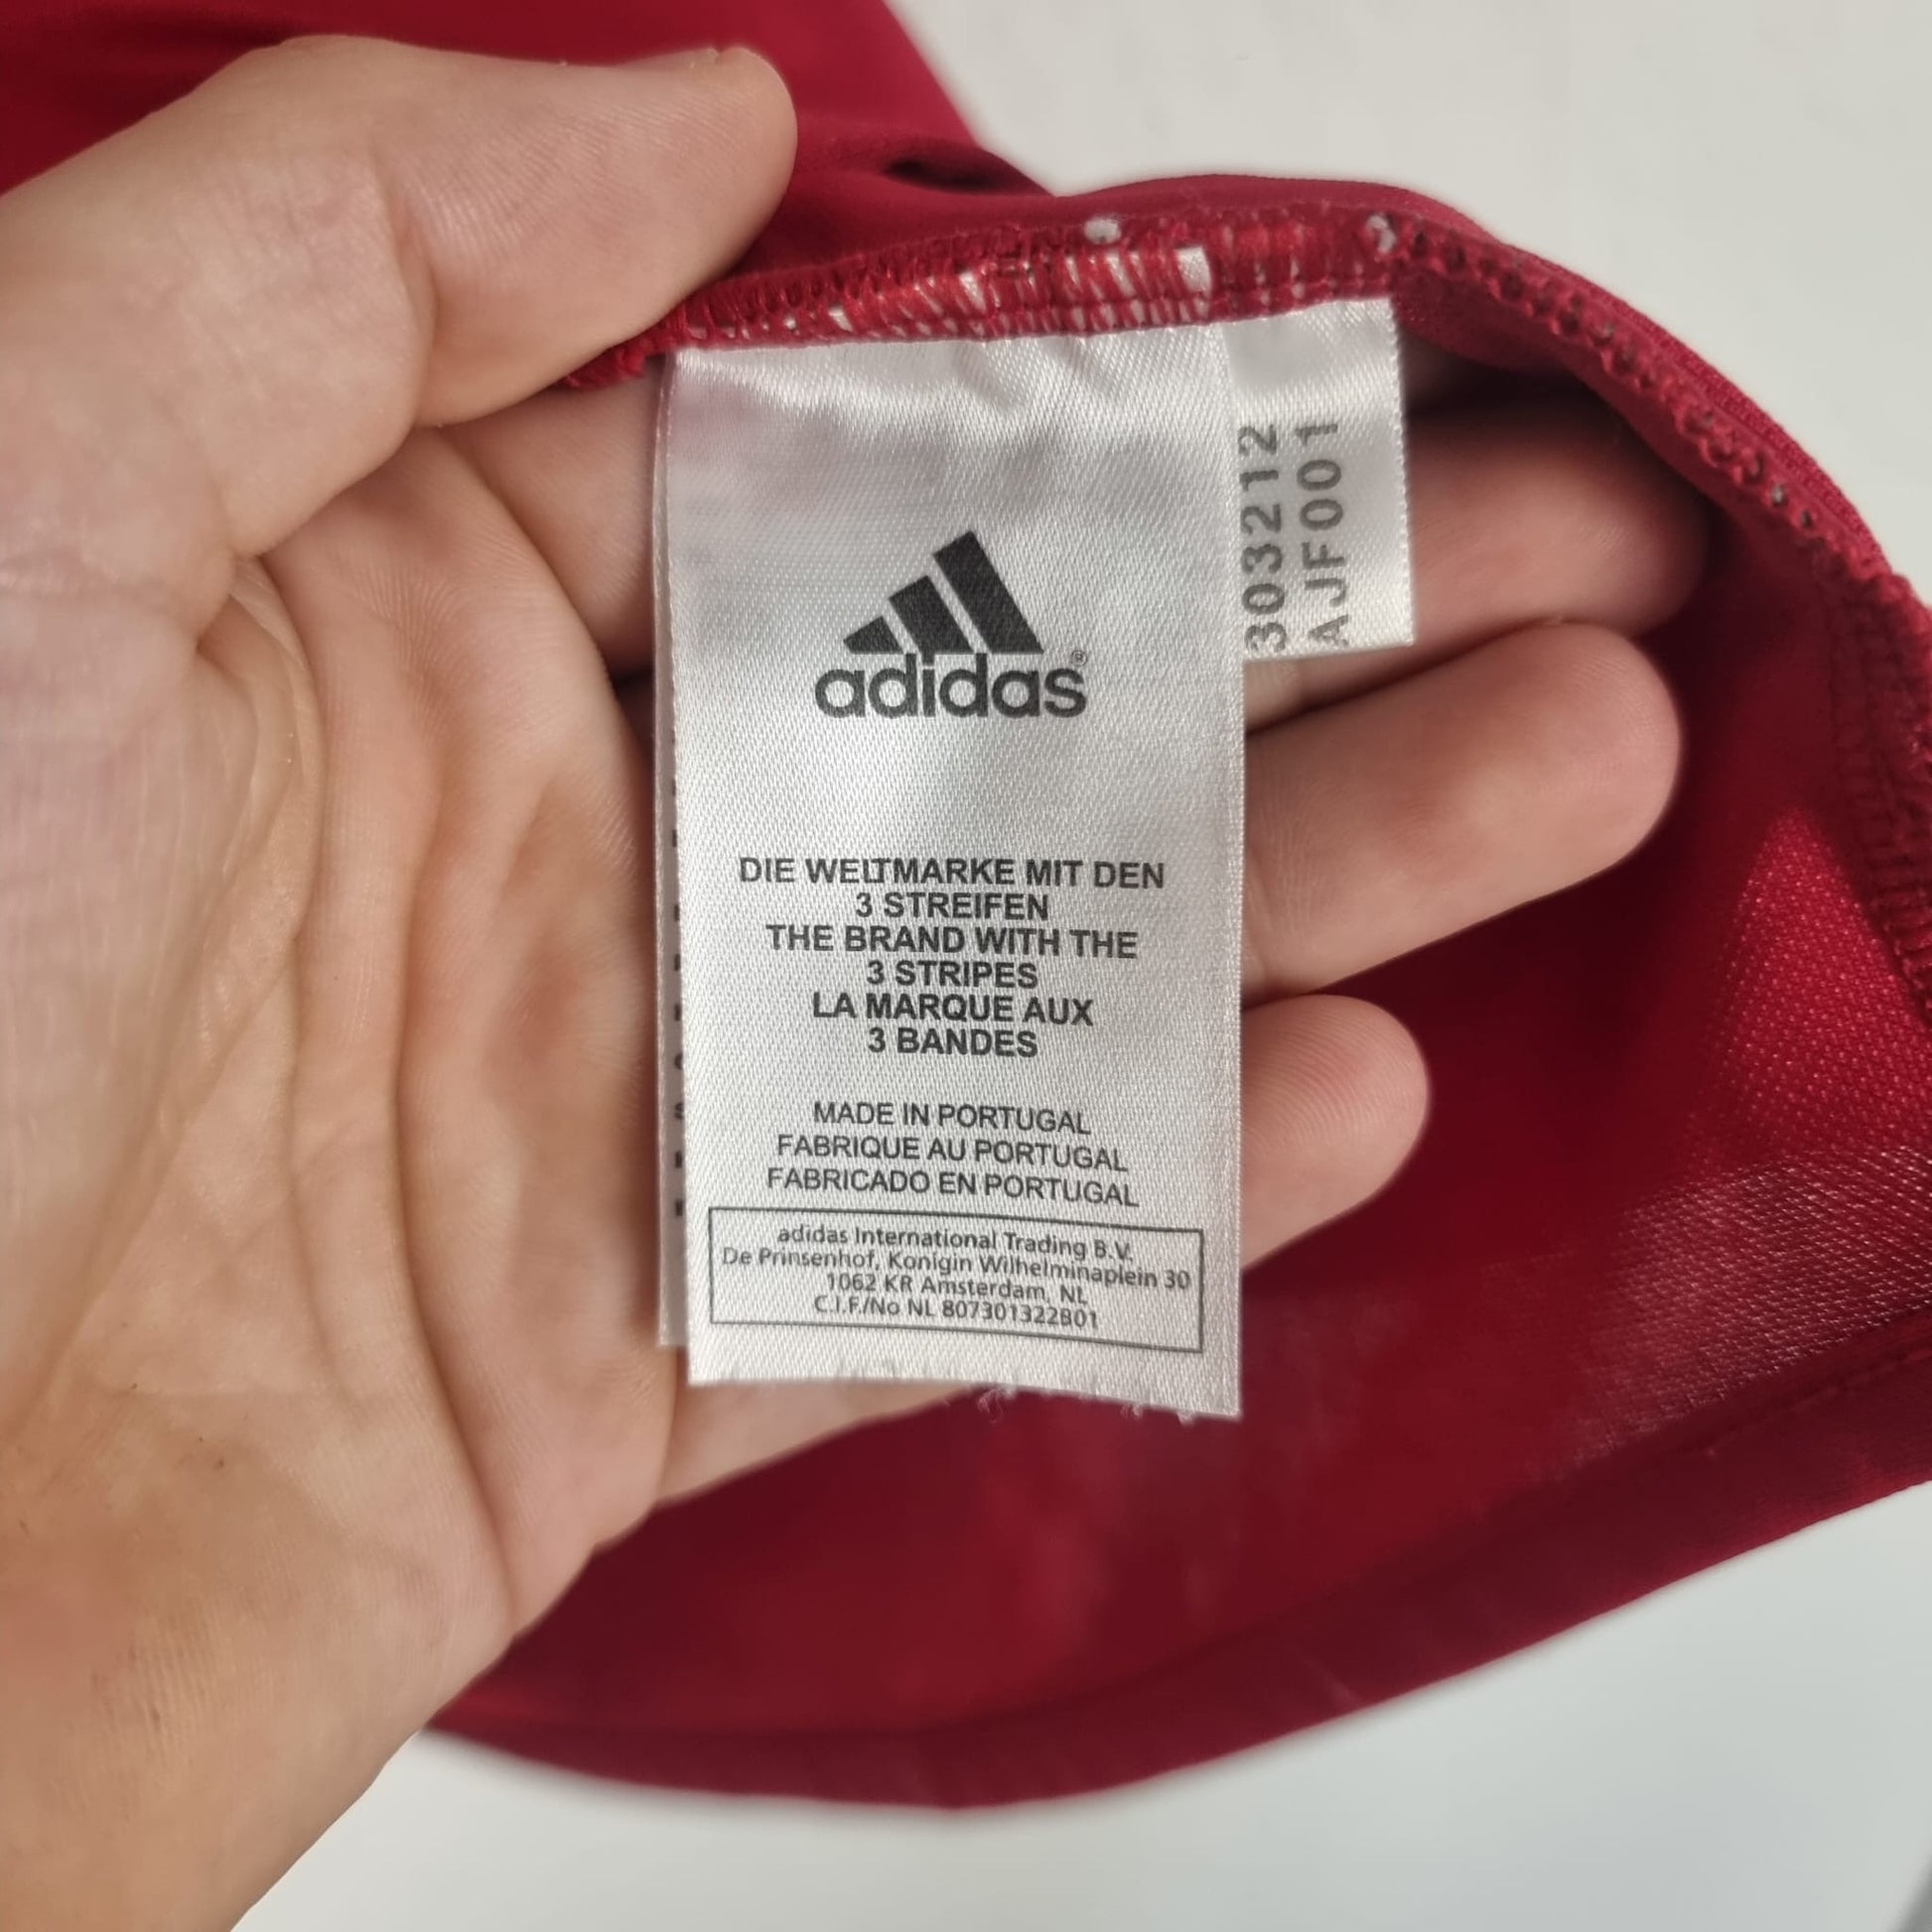 adidas®
DIE WELTMARKE MIT DEN
3 STREIFEN
THE BRAND WITH THE
3 STRIPES
LA MARQUE AUX
3 BANDES
MADE IN PORTUGAL
FABRIQUE AU PORTUGAL
FABRICADO EN PORTUGAL
adidas International Trading B.V.
De Prinsenhof, Konigin Wilhelminaplein 30
1062 KR Amsterdam, NL
C.I.F./No NL 807301322B01
303212
AJF001